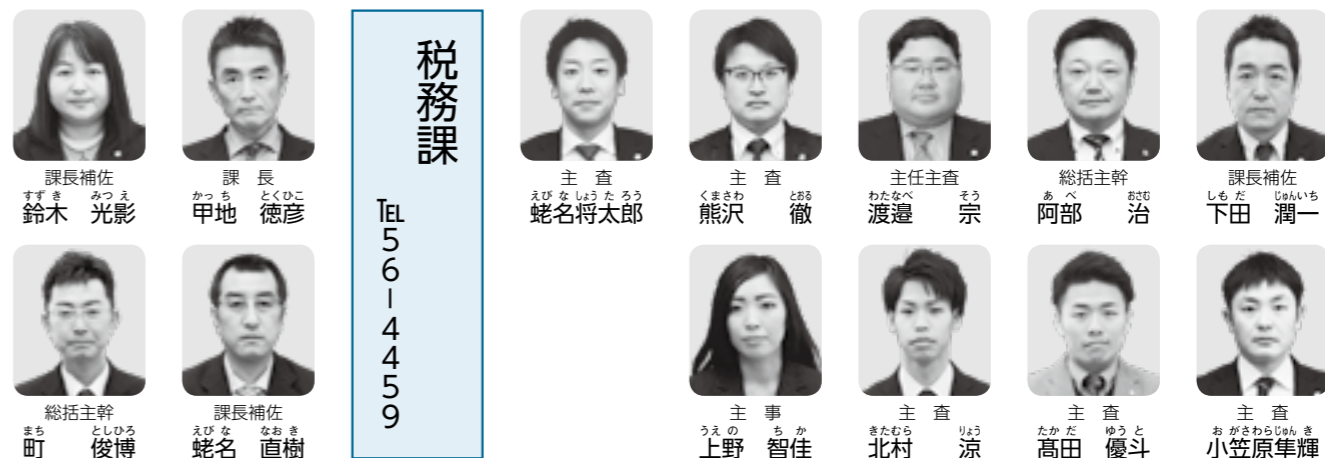 課長補佐
しもだ じゅんいち
下田 潤一
総括主幹
あべ おさむ
阿部 治
主任主査
わたなべ そう
渡邊 宗
主 査
くまさわ とおる
熊沢 徹
主 査
えびなしょうたろう
蛯名将太郎
主 査
おがさわらじゅんき
小笠原隼輝
主 査
たかだ ゆうと
髙田 優斗
主 査
きたむら りょう
北村 涼
主 事
うえの ちか
上野 智佳
税務課
℡56-4459
課 長
かっち とくひこ
甲地 徳彦
課長補佐
すずき みつえ
鈴木 光影
課長補佐
えびな なおき
蛯名 直樹
総括主幹
まち としひろ
町 俊博